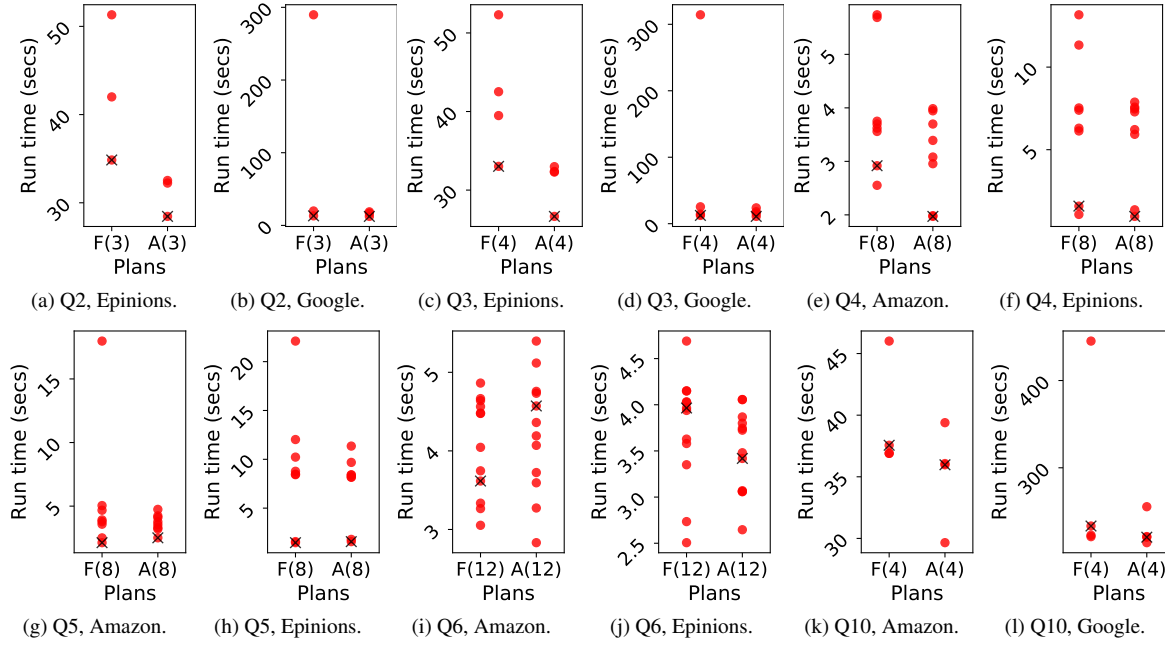 Run time (secs)
50
40
30
F(3) A(3)
Plans
(a) Q2, Epinions.
Run time (secs)
300
200
100
0
F(3) A(3)
Plans
(b) Q2, Google.
Run time (secs)
50
40
30
F(4) A(4)
Plans
(c) Q3, Epinions.
Run time (secs)
300
200
100
0
F(4) A(4)
Plans
(d) Q3, Google.
Run time (secs)
5
4
3
2
F(8) A(8)
Plans
(e) Q4, Amazon.
Run time (secs)
10
5
F(8) A(8)
Plans
(f) Q4, Epinions.
Run time (secs)
15
10
5
F(8) A(8)
Plans
(g) Q5, Amazon.
Run time (secs)
20
15
10
5
F(8) A(8)
Plans
(h) Q5, Epinions.
Run time (secs)
5
4
3
F(12) A(12)
Plans
(i) Q6, Amazon.
Run time (secs)
4.5
4.0
3.5
3.0
2.5
F(12) A(12)
Plans
(j) Q6, Epinions.
Run time (secs)
45
40
35
30
F(4) A(4)
Plans
(k) Q10, Amazon.
Run time (secs)
400
300
F(4) A(4)
Plans
(l) Q10, Google.